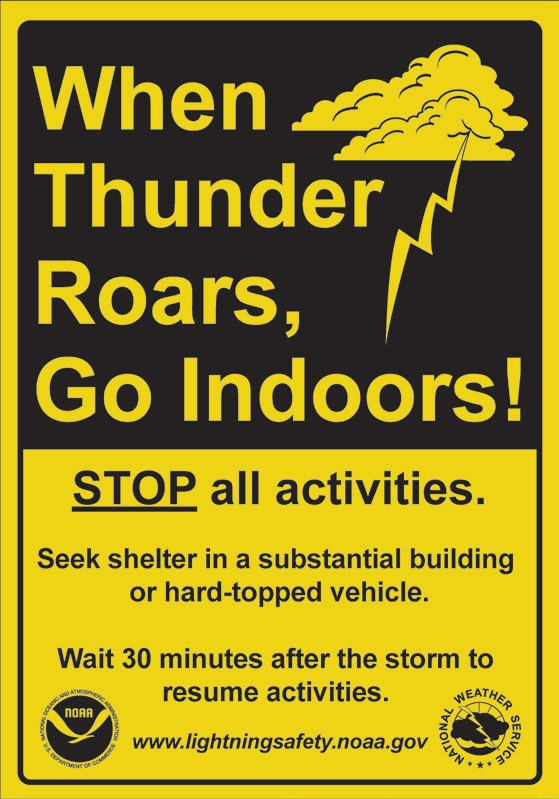 When
Thunder
Roars,
Go Indoors!
STOP all activities.
Seek shelter in a substantial building
or hard-topped vehicle.
Wait 30 minutes after the storm to
resume activities.
NATIONAL OCEANIC AND ATMOSPHERIC ADMINISTRATION
NOAA
U.S. DEPARTMENT OF COMMERCE
www.lightningsafety.noaa.gov
NATIONAL WEATHER SERVICE